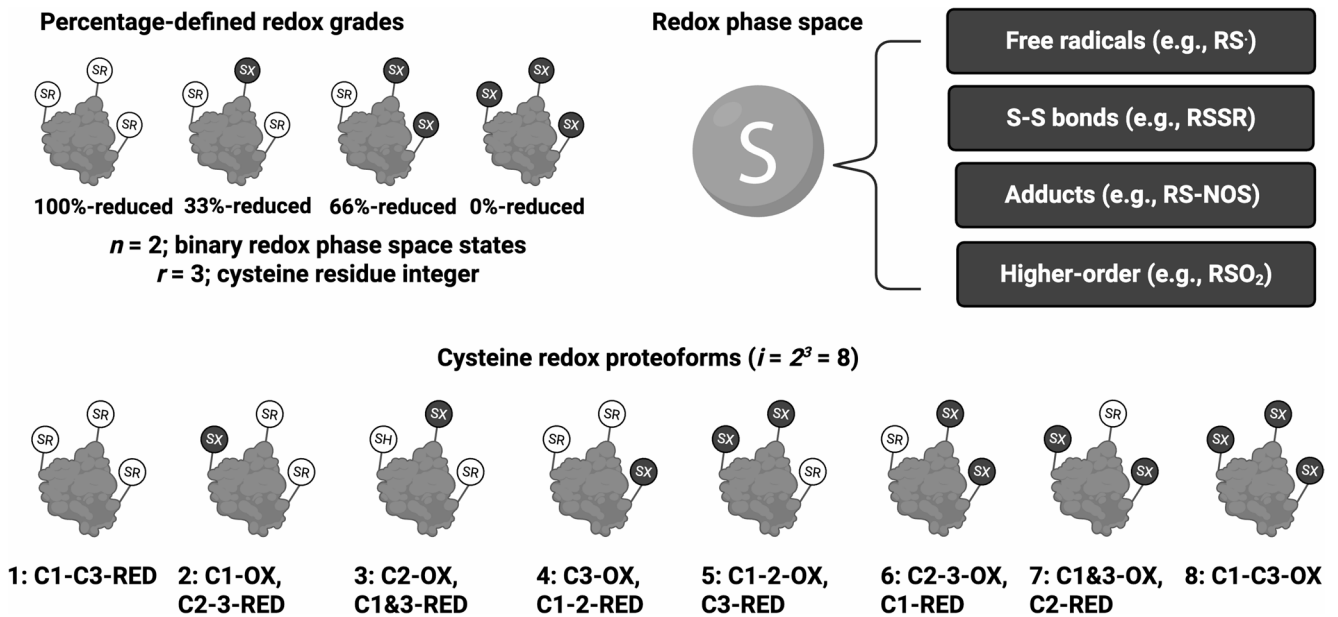 Percentage-defined redox grades
SR
SR
SR
SR
SX
SR
SR
SX
SX
SX
SX
SX
100%-reduced 33%-reduced 66%-reduced 0%-reduced
n = 2; binary redox phase space states
r = 3; cysteine residue integer
Redox phase space
S
Free radicals (e.g., RS·)
S-S bonds (e.g., RSSR)
Adducts (e.g., RS-NOS)
Higher-order (e.g., RSO₂)
Cysteine redox proteoforms (i = 2³ = 8)
SR
SR
SR
SX
SR
SR
SH
SX
SR
SR
SR
SX
SX
SX
SR
SR
SX
SX
SX
SR
SX
SX
SX
SX
1: C1-C3-RED
2: C1-OX,
C2-3-RED
3: C2-OX,
C1&3-RED
4: C3-OX,
C1-2-RED
5: C1-2-OX,
C3-RED
6: C2-3-OX,
C1-RED
7: C1&3-OX,
C2-RED
8: C1-C3-OX